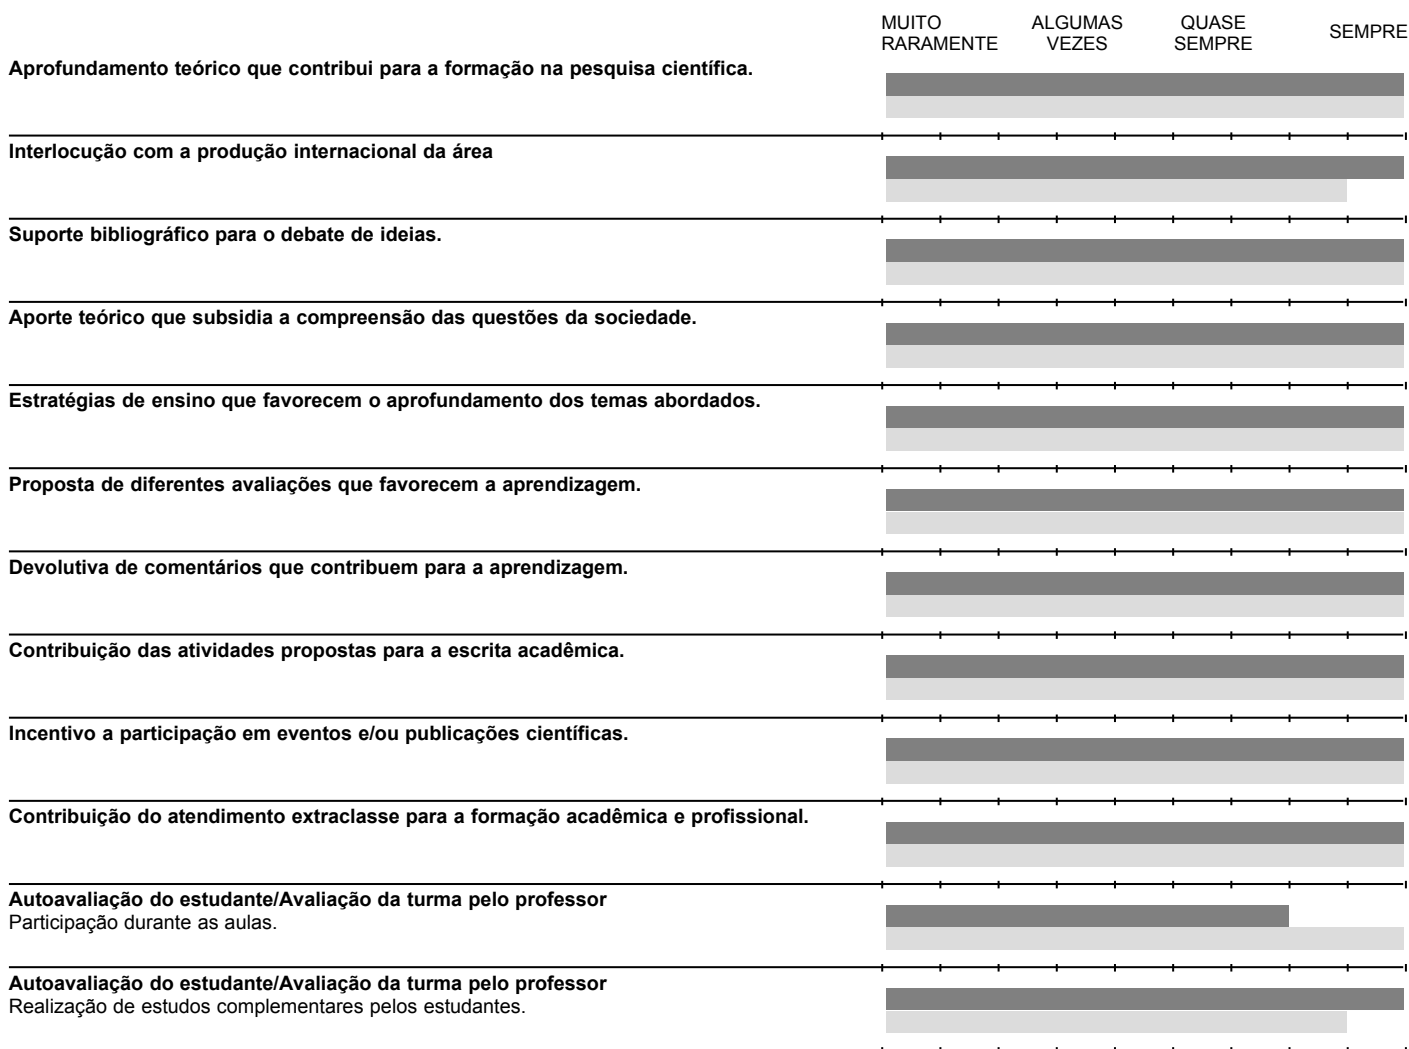 MUITO RARAMENTE ALGUMAS VEZES QUASE SEMPRE SEMPRE
Aprofundamento teórico que contribui para a formação na pesquisa científica.
Interlocução com a produção internacional da área
Suporte bibliográfico para o debate de ideias.
Aporte teórico que subsidia a compreensão das questões da sociedade.
Estratégias de ensino que favorecem o aprofundamento dos temas abordados.
Proposta de diferentes avaliações que favorecem a aprendizagem.
Devolutiva de comentários que contribuem para a aprendizagem.
Contribuição das atividades propostas para a escrita acadêmica.
Incentivo a participação em eventos e/ou publicações científicas.
Contribuição do atendimento extraclasse para a formação acadêmica e profissional.
Autoavaliação do estudante/Avaliação da turma pelo professor
Participação durante as aulas.
Autoavaliação do estudante/Avaliação da turma pelo professor
Realização de estudos complementares pelos estudantes.